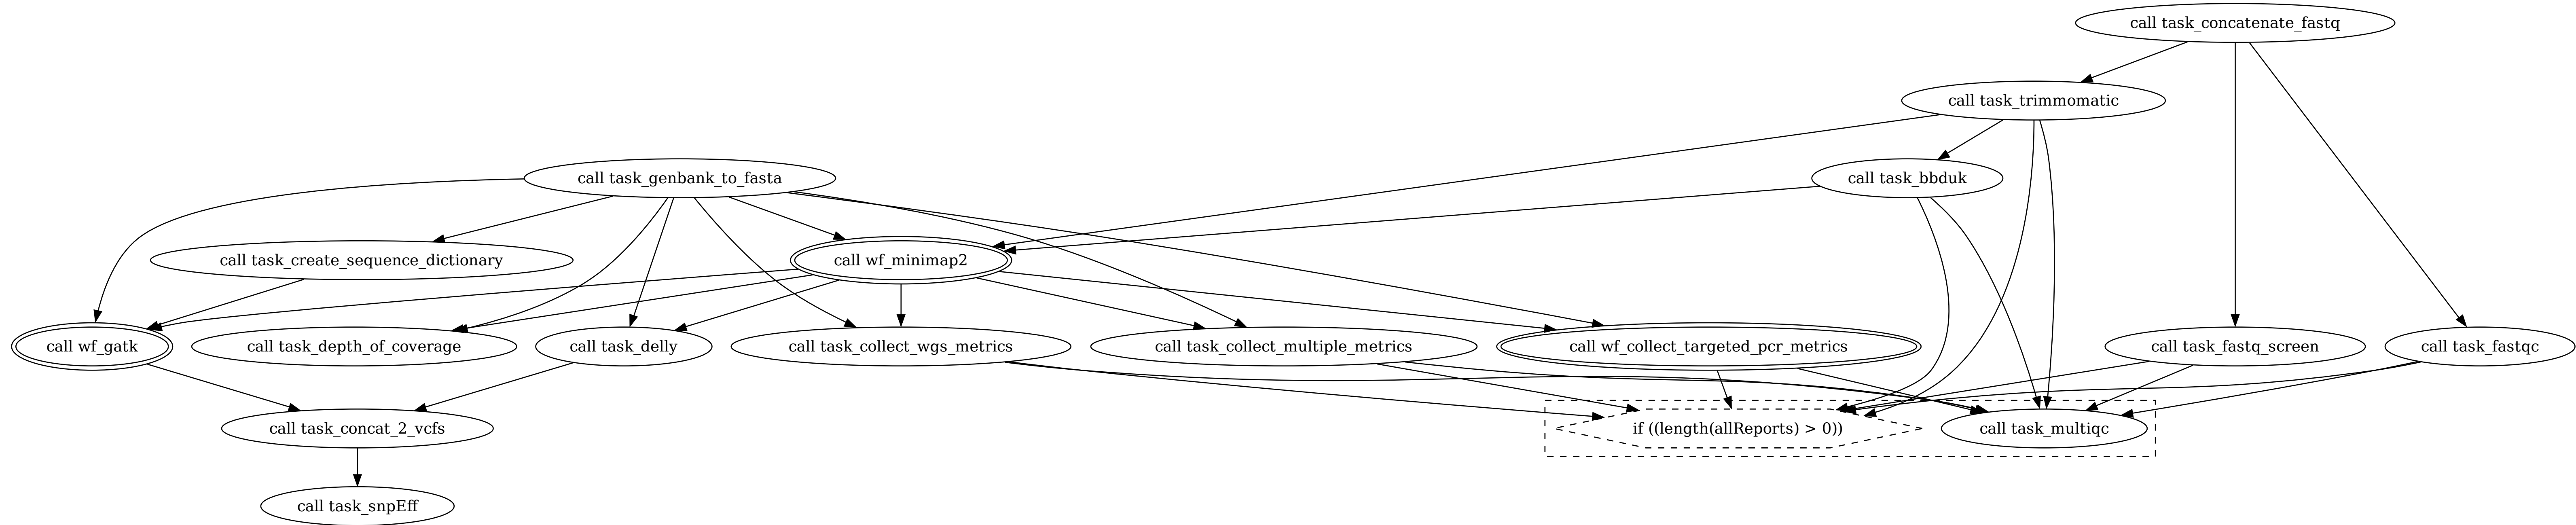 call task_concatenate_fastq
call task_trimmomatic
call task_genbank_to_fasta
call task_bbduk
call task_create_sequence_dictionary
call wf_minimap2
call wf_gatk
call task_depth_of_coverage
call task_delly
call task_collect_wgs_metrics
call task_collect_multiple_metrics
call wf_collect_targeted_pcr_metrics
call task_fastq_screen
call task_fastqc
call task_concat_2_vcfs
if ((length(allReports) > 0))
call task_multiqc
call task_snpEff